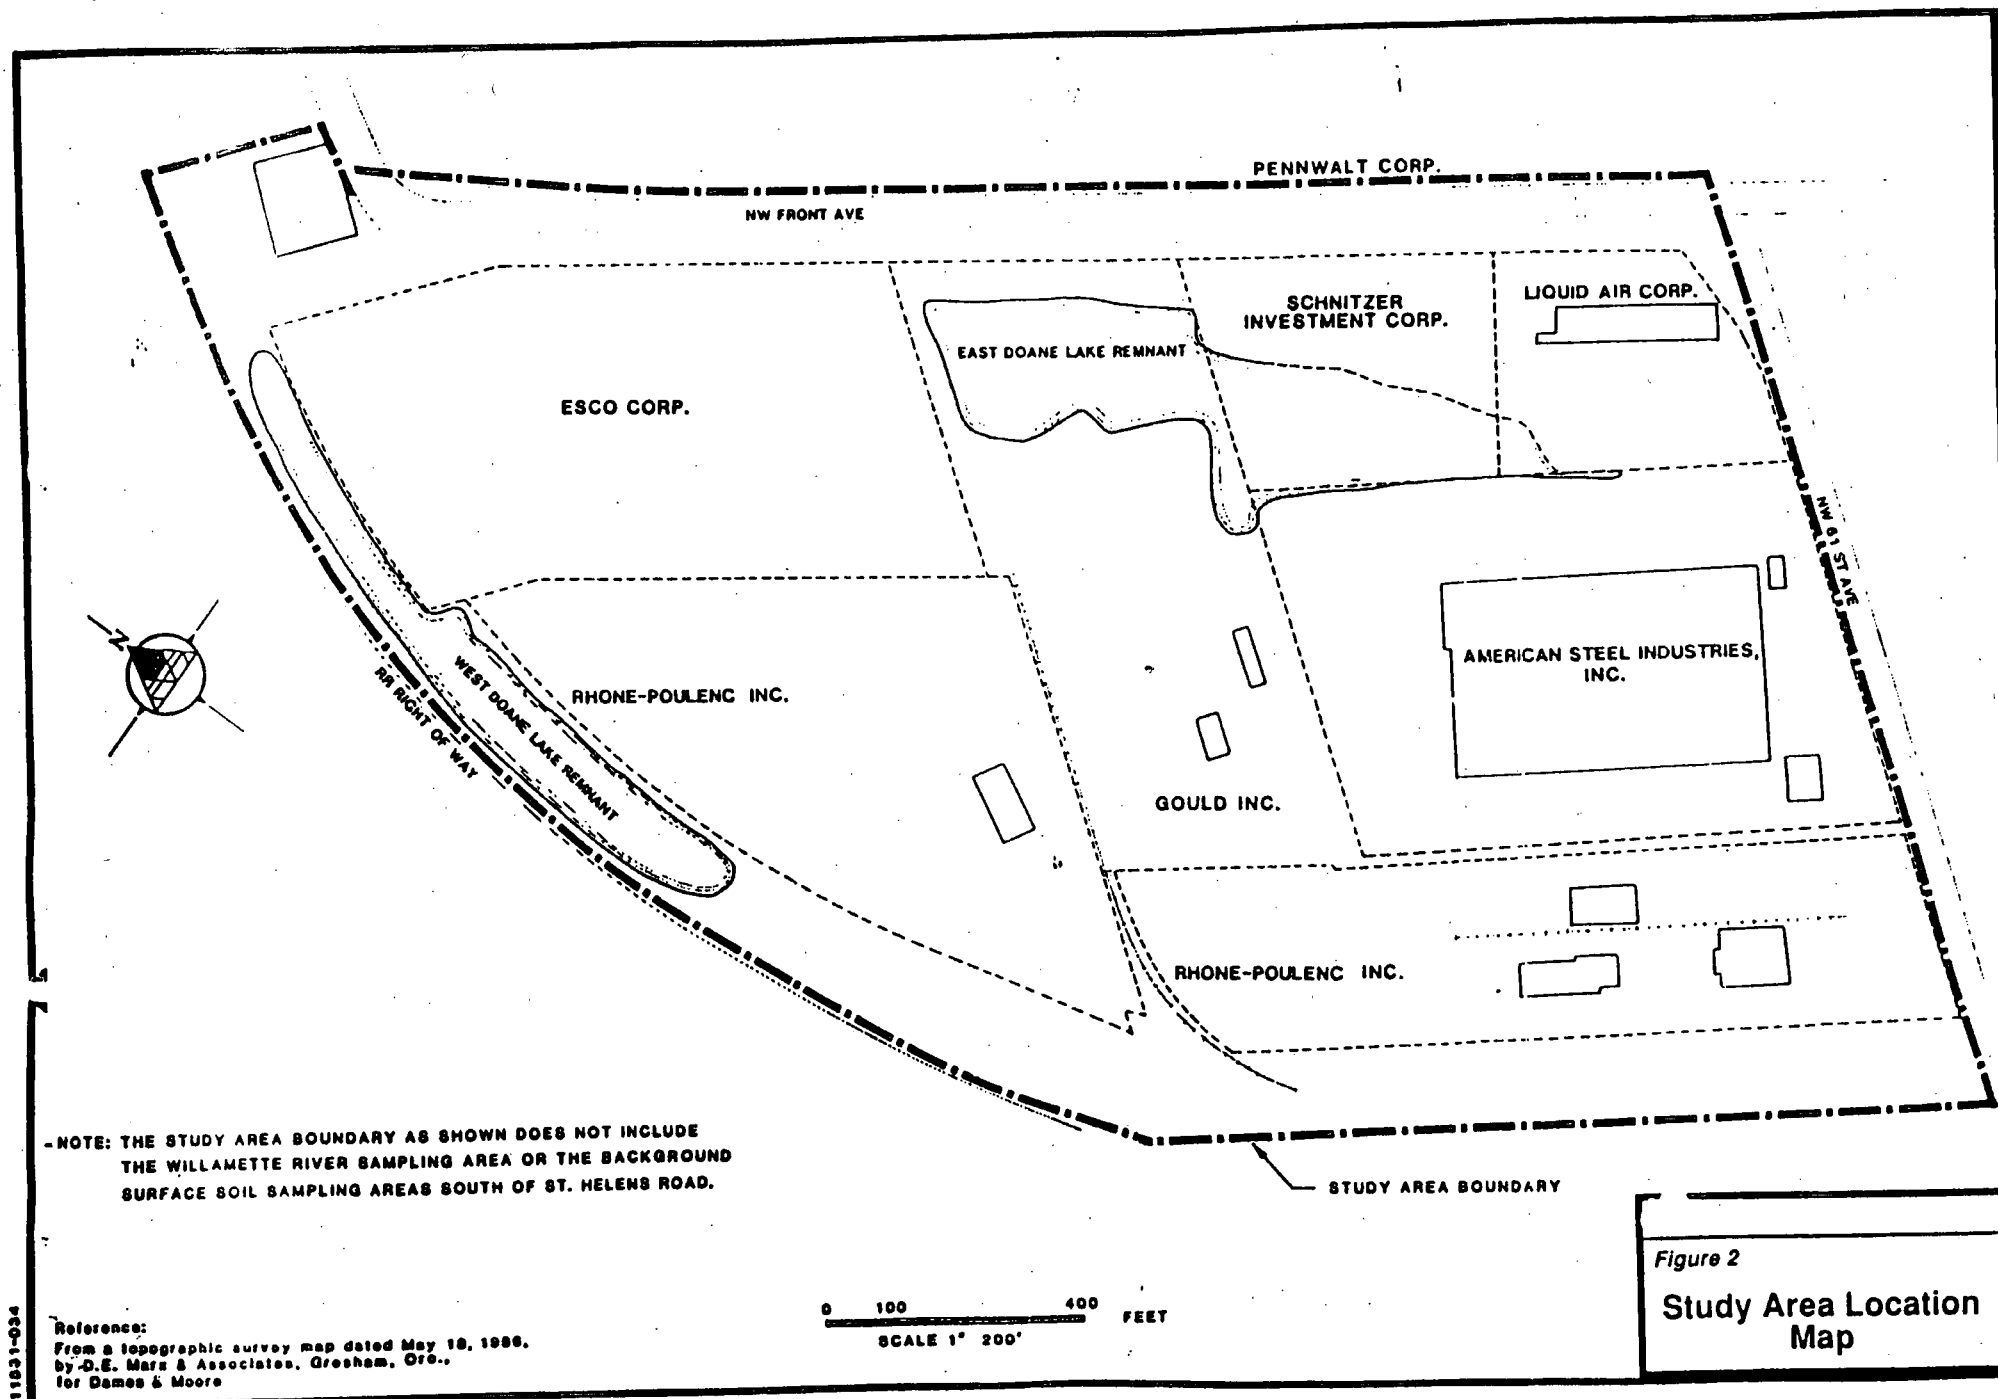 PENNWALT CORP.
NW FRONT AVE
SCHNITZER
INVESTMENT CORP.
LIQUID AIR CORP.
EAST DOANE LAKE REMNANT
ESCO CORP.
NW 61 ST AVE
N
AMERICAN STEEL INDUSTRIES,
INC.
WEST DOANE LAKE REMNANT
RHONE-POULENC INC.
RR RIGHT OF WAY
GOULD INC.
RHONE-POULENC INC.
- NOTE: THE STUDY AREA BOUNDARY AS SHOWN DOES NOT INCLUDE
THE WILLAMETTE RIVER SAMPLING AREA OR THE BACKGROUND
SURFACE SOIL SAMPLING AREAS SOUTH OF ST. HELENS ROAD.
STUDY AREA BOUNDARY
Figure 2
Study Area Location
Map
0 100 400 FEET
SCALE 1" 200'
Reference:
From a topographic survey map dated May 18, 1986,
by D.E. Marx & Associates, Gresham, Ore.,
for Dames & Moore
11831-034